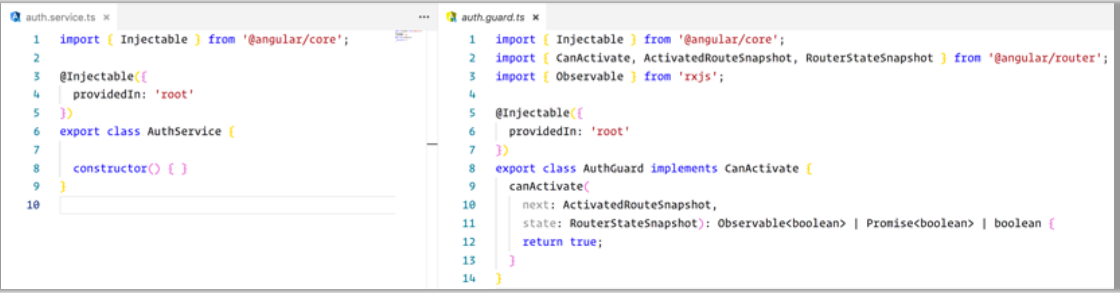 auth.service.ts ×
1 import { Injectable } from '@angular/core';
2
3 @Injectable({
4 providedIn: 'root'
5 })
6 export class AuthService {
7
8 constructor() { }
9 }
10
··· auth.guard.ts ×
1 import { Injectable } from '@angular/core';
2 import { CanActivate, ActivatedRouteSnapshot, RouterStateSnapshot } from '@angular/router';
3 import { Observable } from 'rxjs';
4
5 @Injectable({
6 providedIn: 'root'
7 })
8 export class AuthGuard implements CanActivate {
9 canActivate(
10 next: ActivatedRouteSnapshot,
11 state: RouterStateSnapshot): Observable<boolean> | Promise<boolean> | boolean {
12 return true;
13 }
14 }